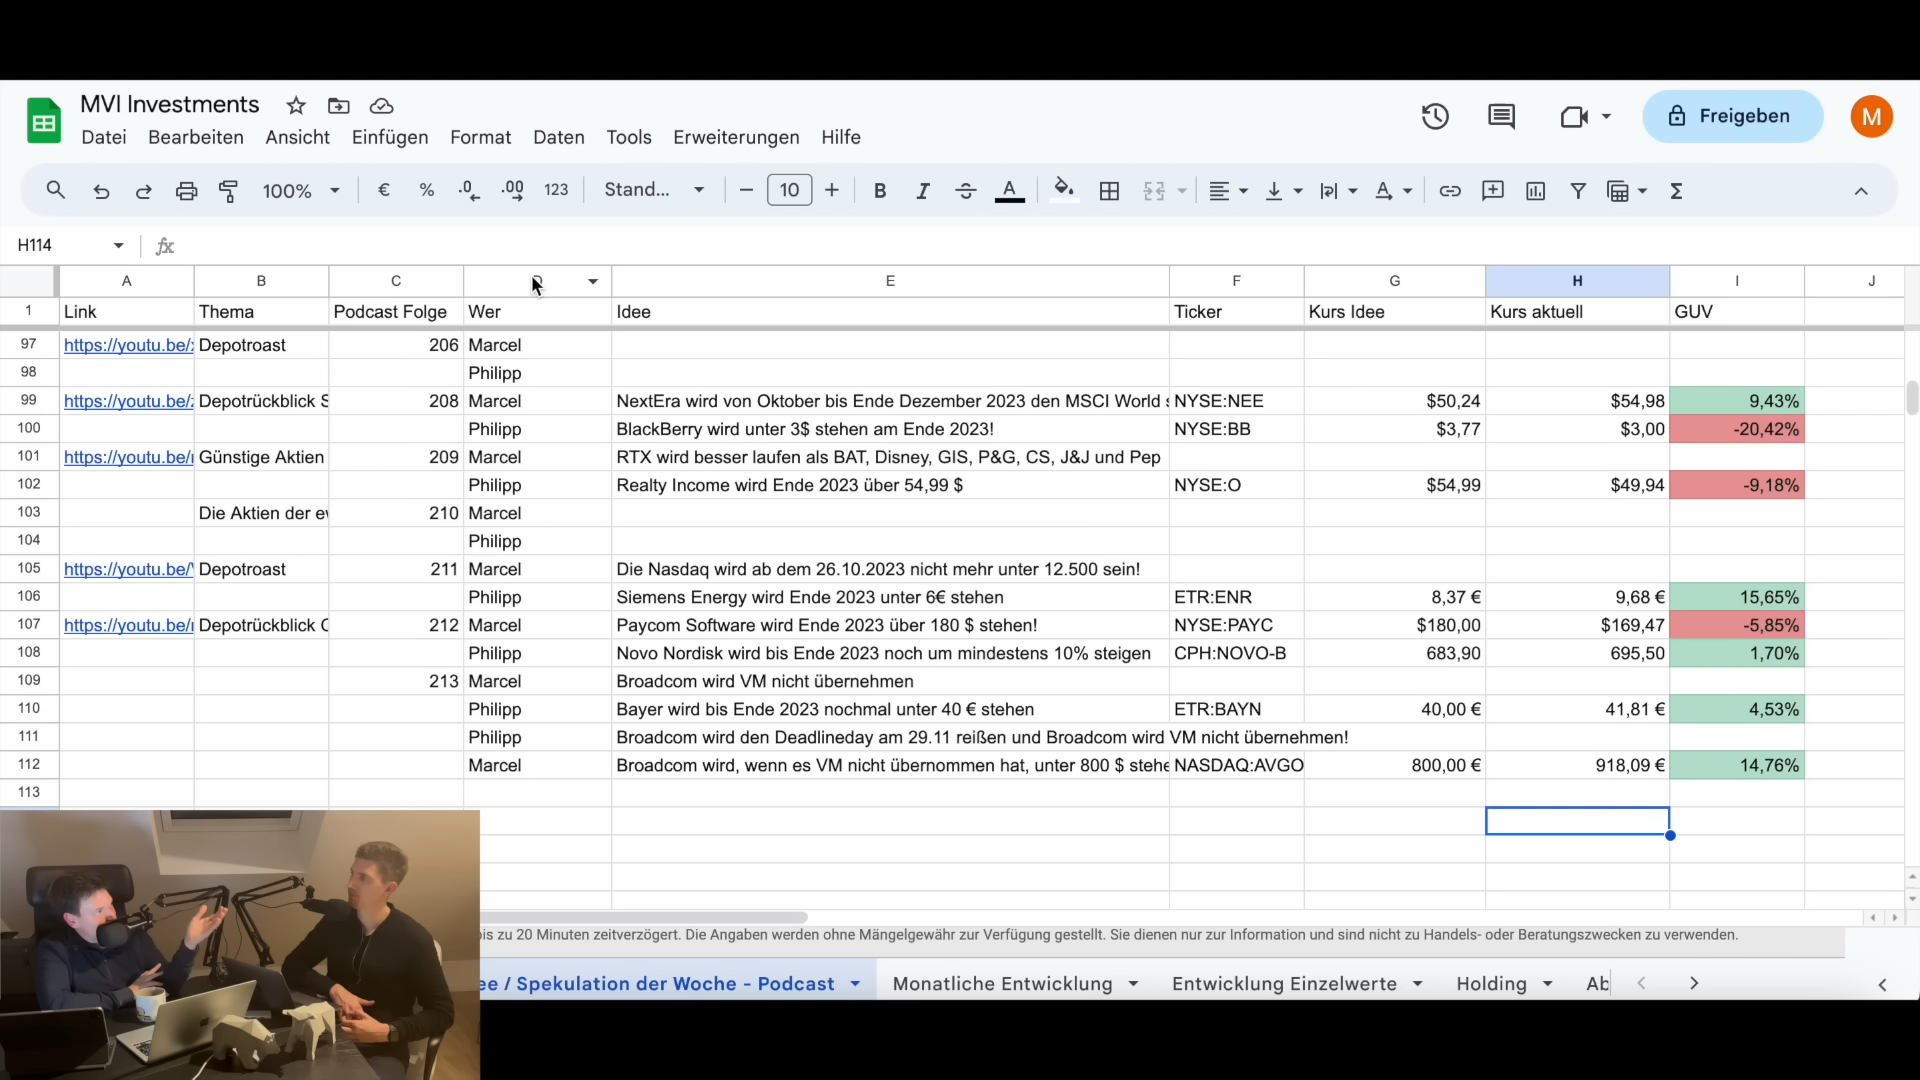 MVI Investments
Datei Bearbeiten Ansicht Einfügen Format Daten Tools Erweiterungen Hilfe
Freigeben
M
100% € % .0 .00 123 Stand... 10 B I A A Σ
H114 fx
A B C D E F G H I J
1 Link Thema Podcast Folge Wer Idee Ticker Kurs Idee Kurs aktuell GUV
97 https://youtu.be/ Depotroast 206 Marcel
98 Philipp
99 https://youtu.be/ Depotrückblick S 208 Marcel NextEra wird von Oktober bis Ende Dezember 2023 den MSCI World NYSE:NEE $50,24 $54,98 9,43%
100 Philipp BlackBerry wird unter 3$ stehen am Ende 2023! NYSE:BB $3,77 $3,00 -20,42%
101 https://youtu.be/ Günstige Aktien 209 Marcel RTX wird besser laufen als BAT, Disney, GIS, P&G, CS, J&J und Pep
102 Philipp Realty Income wird Ende 2023 über 54,99 $ NYSE:O $54,99 $49,94 -9,18%
103 Die Aktien der 210 Marcel
104 Philipp
105 https://youtu.be/ Depotroast 211 Marcel Die Nasdaq wird ab dem 26.10.2023 nicht mehr unter 12.500 sein!
106 Philipp Siemens Energy wird Ende 2023 unter 6€ stehen ETR:ENR 8,37 € 9,68 € 15,65%
107 https://youtu.be/ Depotrückblick 212 Marcel Paycom Software wird Ende 2023 über 180 $ stehen! NYSE:PAYC $180,00 $169,47 -5,85%
108 Philipp Novo Nordisk wird bis Ende 2023 noch um mindestens 10% steigen CPH:NOVO-B 683,90 695,50 1,70%
109 213 Marcel Broadcom wird VM nicht übernehmen
110 Philipp Bayer wird bis Ende 2023 nochmal unter 40 € stehen ETR:BAYN 40,00 € 41,81 € 4,53%
111 Philipp Broadcom wird den Deadlineday am 29.11 reißen und Broadcom wird VM nicht übernehmen!
112 Marcel Broadcom wird, wenn es VM nicht übernommen hat, unter 800 $ stehe NASDAQ:AVGO 800,00 € 918,09 € 14,76%
113
bis zu 20 Minuten zeitverzögert. Die Angaben werden ohne Mängelgewähr zur Verfügung gestellt. Sie dienen nur zur Information und sind nicht zu Handels- oder Beratungszwecken zu verwenden.
ee / Spekulation der Woche - Podcast Monatliche Entwicklung Entwicklung Einzelwerte Holding Ab